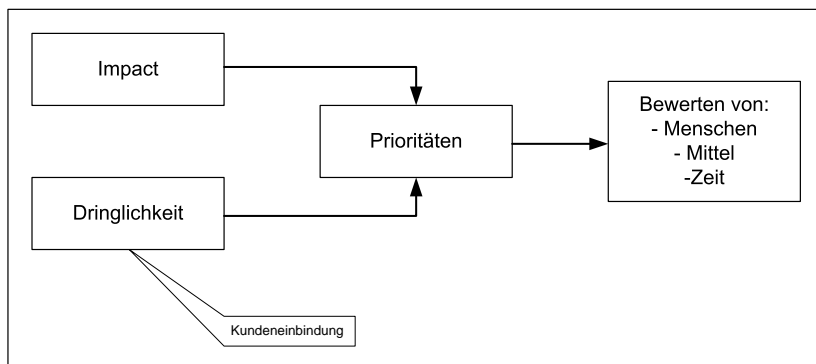 Impact
Prioritäten
Bewerten von:
- Menschen
- Mittel
-Zeit
Dringlichkeit
Kundeneinbindung